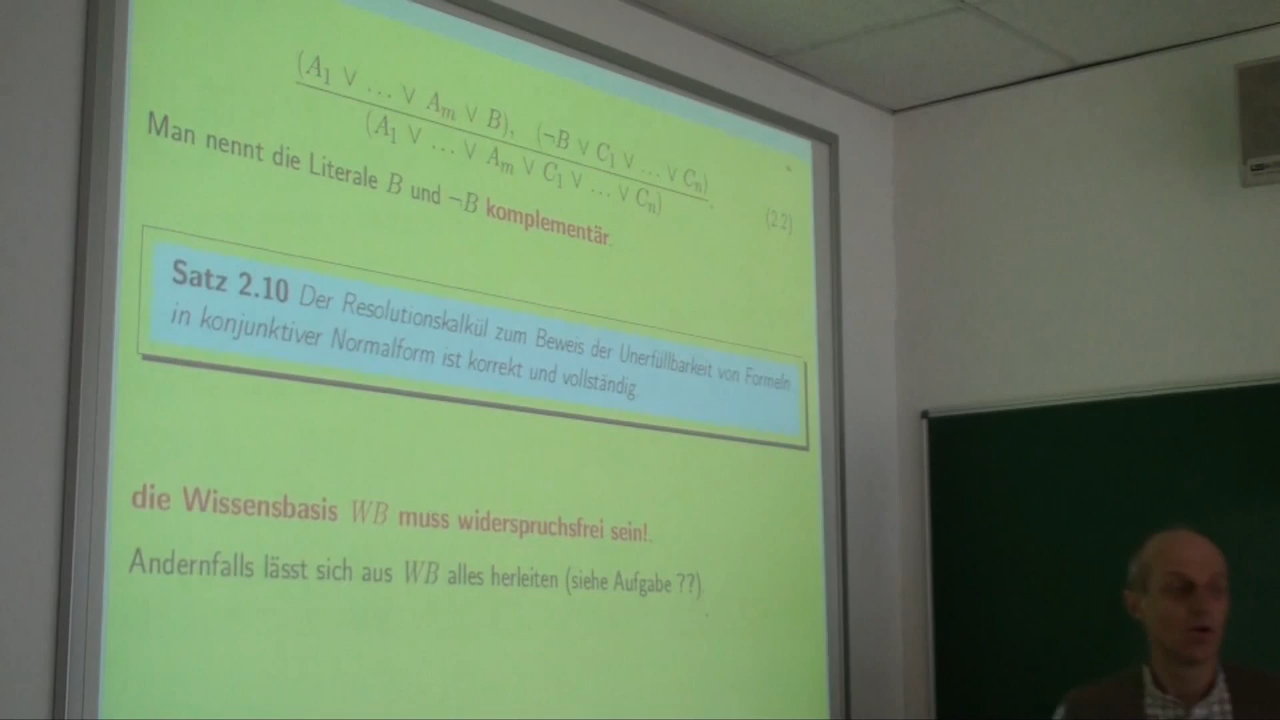 (A₁ ∨ … ∨ Aₘ ∨ B), (¬B ∨ C₁ ∨ … ∨ Cₙ)
(A₁ ∨ … ∨ Aₘ ∨ C₁ ∨ … ∨ Cₙ). (2.2)
Man nennt die Literale B und ¬B komplementär.
Satz 2.10 Der Resolutionskalkül zum Beweis der Unerfüllbarkeit von Formeln
in konjunktiver Normalform ist korrekt und vollständig.
die Wissensbasis WB muss widerspruchsfrei sein!.
Andernfalls lässt sich aus WB alles herleiten (siehe Aufgabe ??)